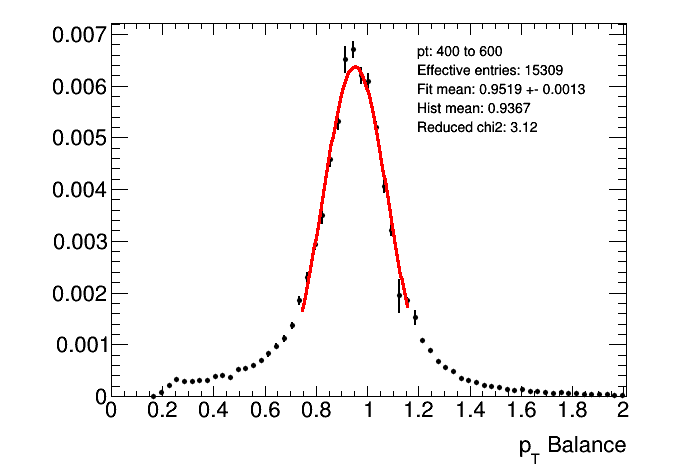 0.007
0.006
0.005
0.004
0.003
0.002
0.001
0
pt: 400 to 600
Effective entries: 15309
Fit mean: 0.9519 +- 0.0013
Hist mean: 0.9367
Reduced chi2: 3.12
0 0.2 0.4 0.6 0.8 1 1.2 1.4 1.6 1.8 2
pT Balance